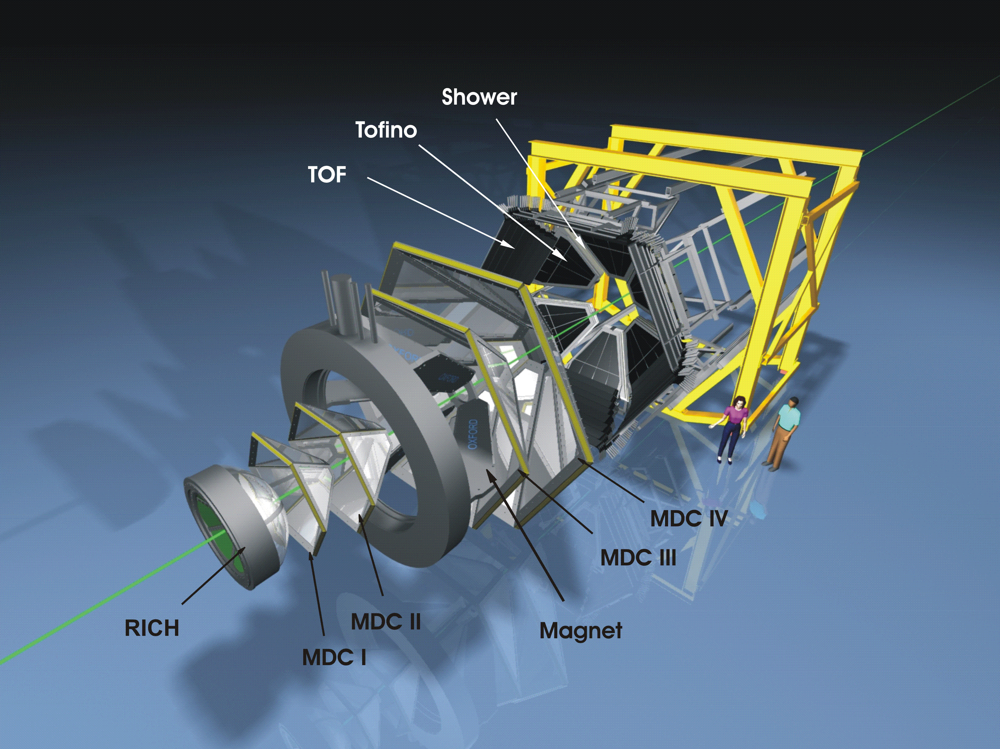 Shower
Tofino
TOF
OXFORD
MDC IV
MDC III
RICH
MDC II
Magnet
MDC I